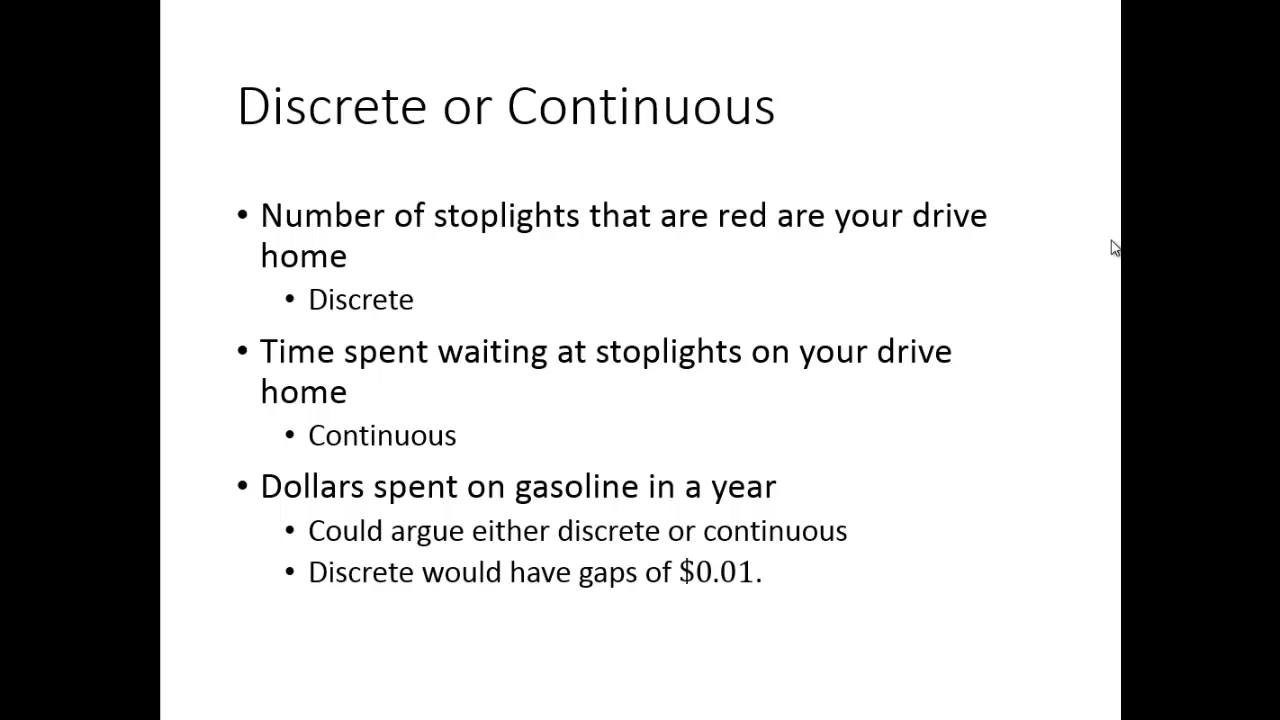 Discrete or Continuous
• Number of stoplights that are red are your drive
home
• Discrete
• Time spent waiting at stoplights on your drive
home
• Continuous
• Dollars spent on gasoline in a year
• Could argue either discrete or continuous
• Discrete would have gaps of $0.01.